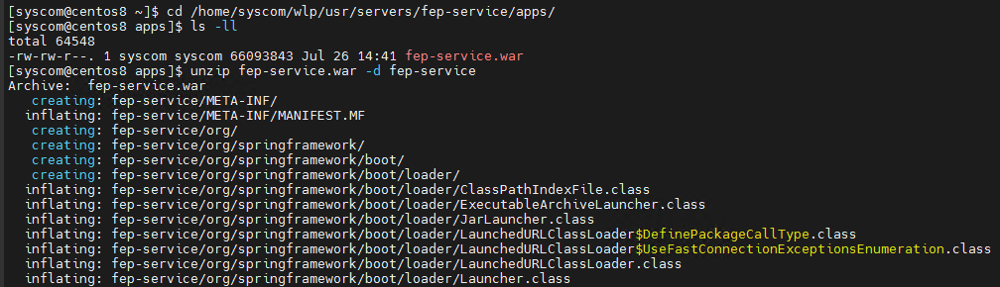 [syscom@centos8 ~]$ cd /home/syscom/wlp/usr/servers/fep-service/apps/
[syscom@centos8 apps]$ ls -ll
total 64548
-rw-rw-r--. 1 syscom syscom 66093843 Jul 26 14:41 fep-service.war
[syscom@centos8 apps]$ unzip fep-service.war -d fep-service
Archive:  fep-service.war
   creating: fep-service/META-INF/
  inflating: fep-service/META-INF/MANIFEST.MF
   creating: fep-service/org/
   creating: fep-service/org/springframework/
   creating: fep-service/org/springframework/boot/
   creating: fep-service/org/springframework/boot/loader/
  inflating: fep-service/org/springframework/boot/loader/ClassPathIndexFile.class
  inflating: fep-service/org/springframework/boot/loader/ExecutableArchiveLauncher.class
  inflating: fep-service/org/springframework/boot/loader/JarLauncher.class
  inflating: fep-service/org/springframework/boot/loader/LaunchedURLClassLoader$DefinePackageCallType.class
  inflating: fep-service/org/springframework/boot/loader/LaunchedURLClassLoader$UseFastConnectionExceptionsEnumeration.class
  inflating: fep-service/org/springframework/boot/loader/LaunchedURLClassLoader.class
  inflating: fep-service/org/springframework/boot/loader/Launcher.class